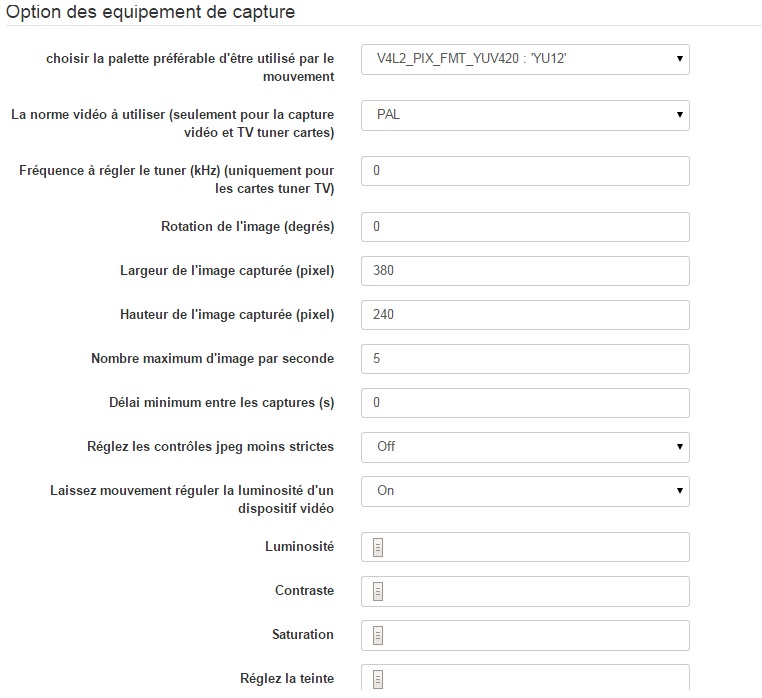 Option des equipement de capture
choisir la palette préférable d'être utilisé par le
mouvement
V4L2_PIX_FMT_YUV420 : 'YU12'
La norme vidéo à utiliser (seulement pour la capture
vidéo et TV tuner cartes)
PAL
Fréquence à régler le tuner (kHz) (uniquement pour
les cartes tuner TV)
0
Rotation de l'image (degrés)
0
Largeur de l'image capturée (pixel)
380
Hauteur de l'image capturée (pixel)
240
Nombre maximum d'image par seconde
5
Délai minimum entre les captures (s)
0
Réglez les contrôles jpeg moins strictes
Off
Laissez mouvement réguler la luminosité d'un
dispositif vidéo
On
Luminosité
Contraste
Saturation
Réglez la teinte